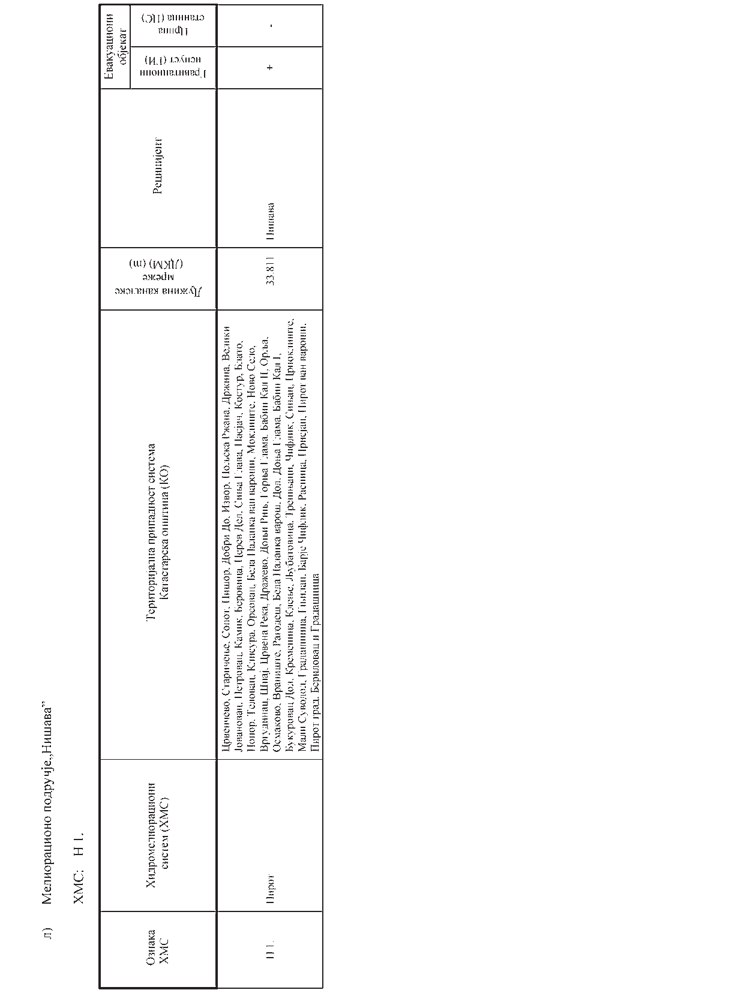 л) Мелиорационо подручје„Нишава”
ХМС: Н 1.
Ознака
ХМС
Хидромелиорациони
систем (ХМС)
Територијална припадност система
Катастарска општина (КО)
Дужина каналске
мреже
(ДКМ) (m)
Реципијент
Евакуациони
објекат
Гравитациони
испуст (ГИ)
Црпна
станица (ЦС)
Н 1.
Пирот
Црвенчево, Старичење, Сопот, Пишор, Добри До, Извор, Пољска Ржана, Држина, Велики
Јовановац, Петровац, Камик, Беровица, Церев Дел, Сиња Глава, Пасјач, Костур, Блато,
Понор, Теловац, Клисура, Орсовац, Бела Паланка ван вароши, Моклиште, Ново Село,
Вргудинац, Шпај, Црвена Река, Дражево, Доњи Рињ, Горња Глама, Бабин Кал II, Орља,
Осмаково, Враниште, Рагодеш, Бела Паланка варош, Дол, Доња Глама, Бабин Кал I,
Букуровац Дол, Кременица, Клење, Љубатовица, Трешњанци, Чифлик, Сињац, Црноклиште,
Мали Суводол, Градашница, Гњилан, Барје Чифлик, Расница, Присјан, Пирот ван вароши,
Пирот град, Бериловац и Градашница
33.811
Нишава
+
-